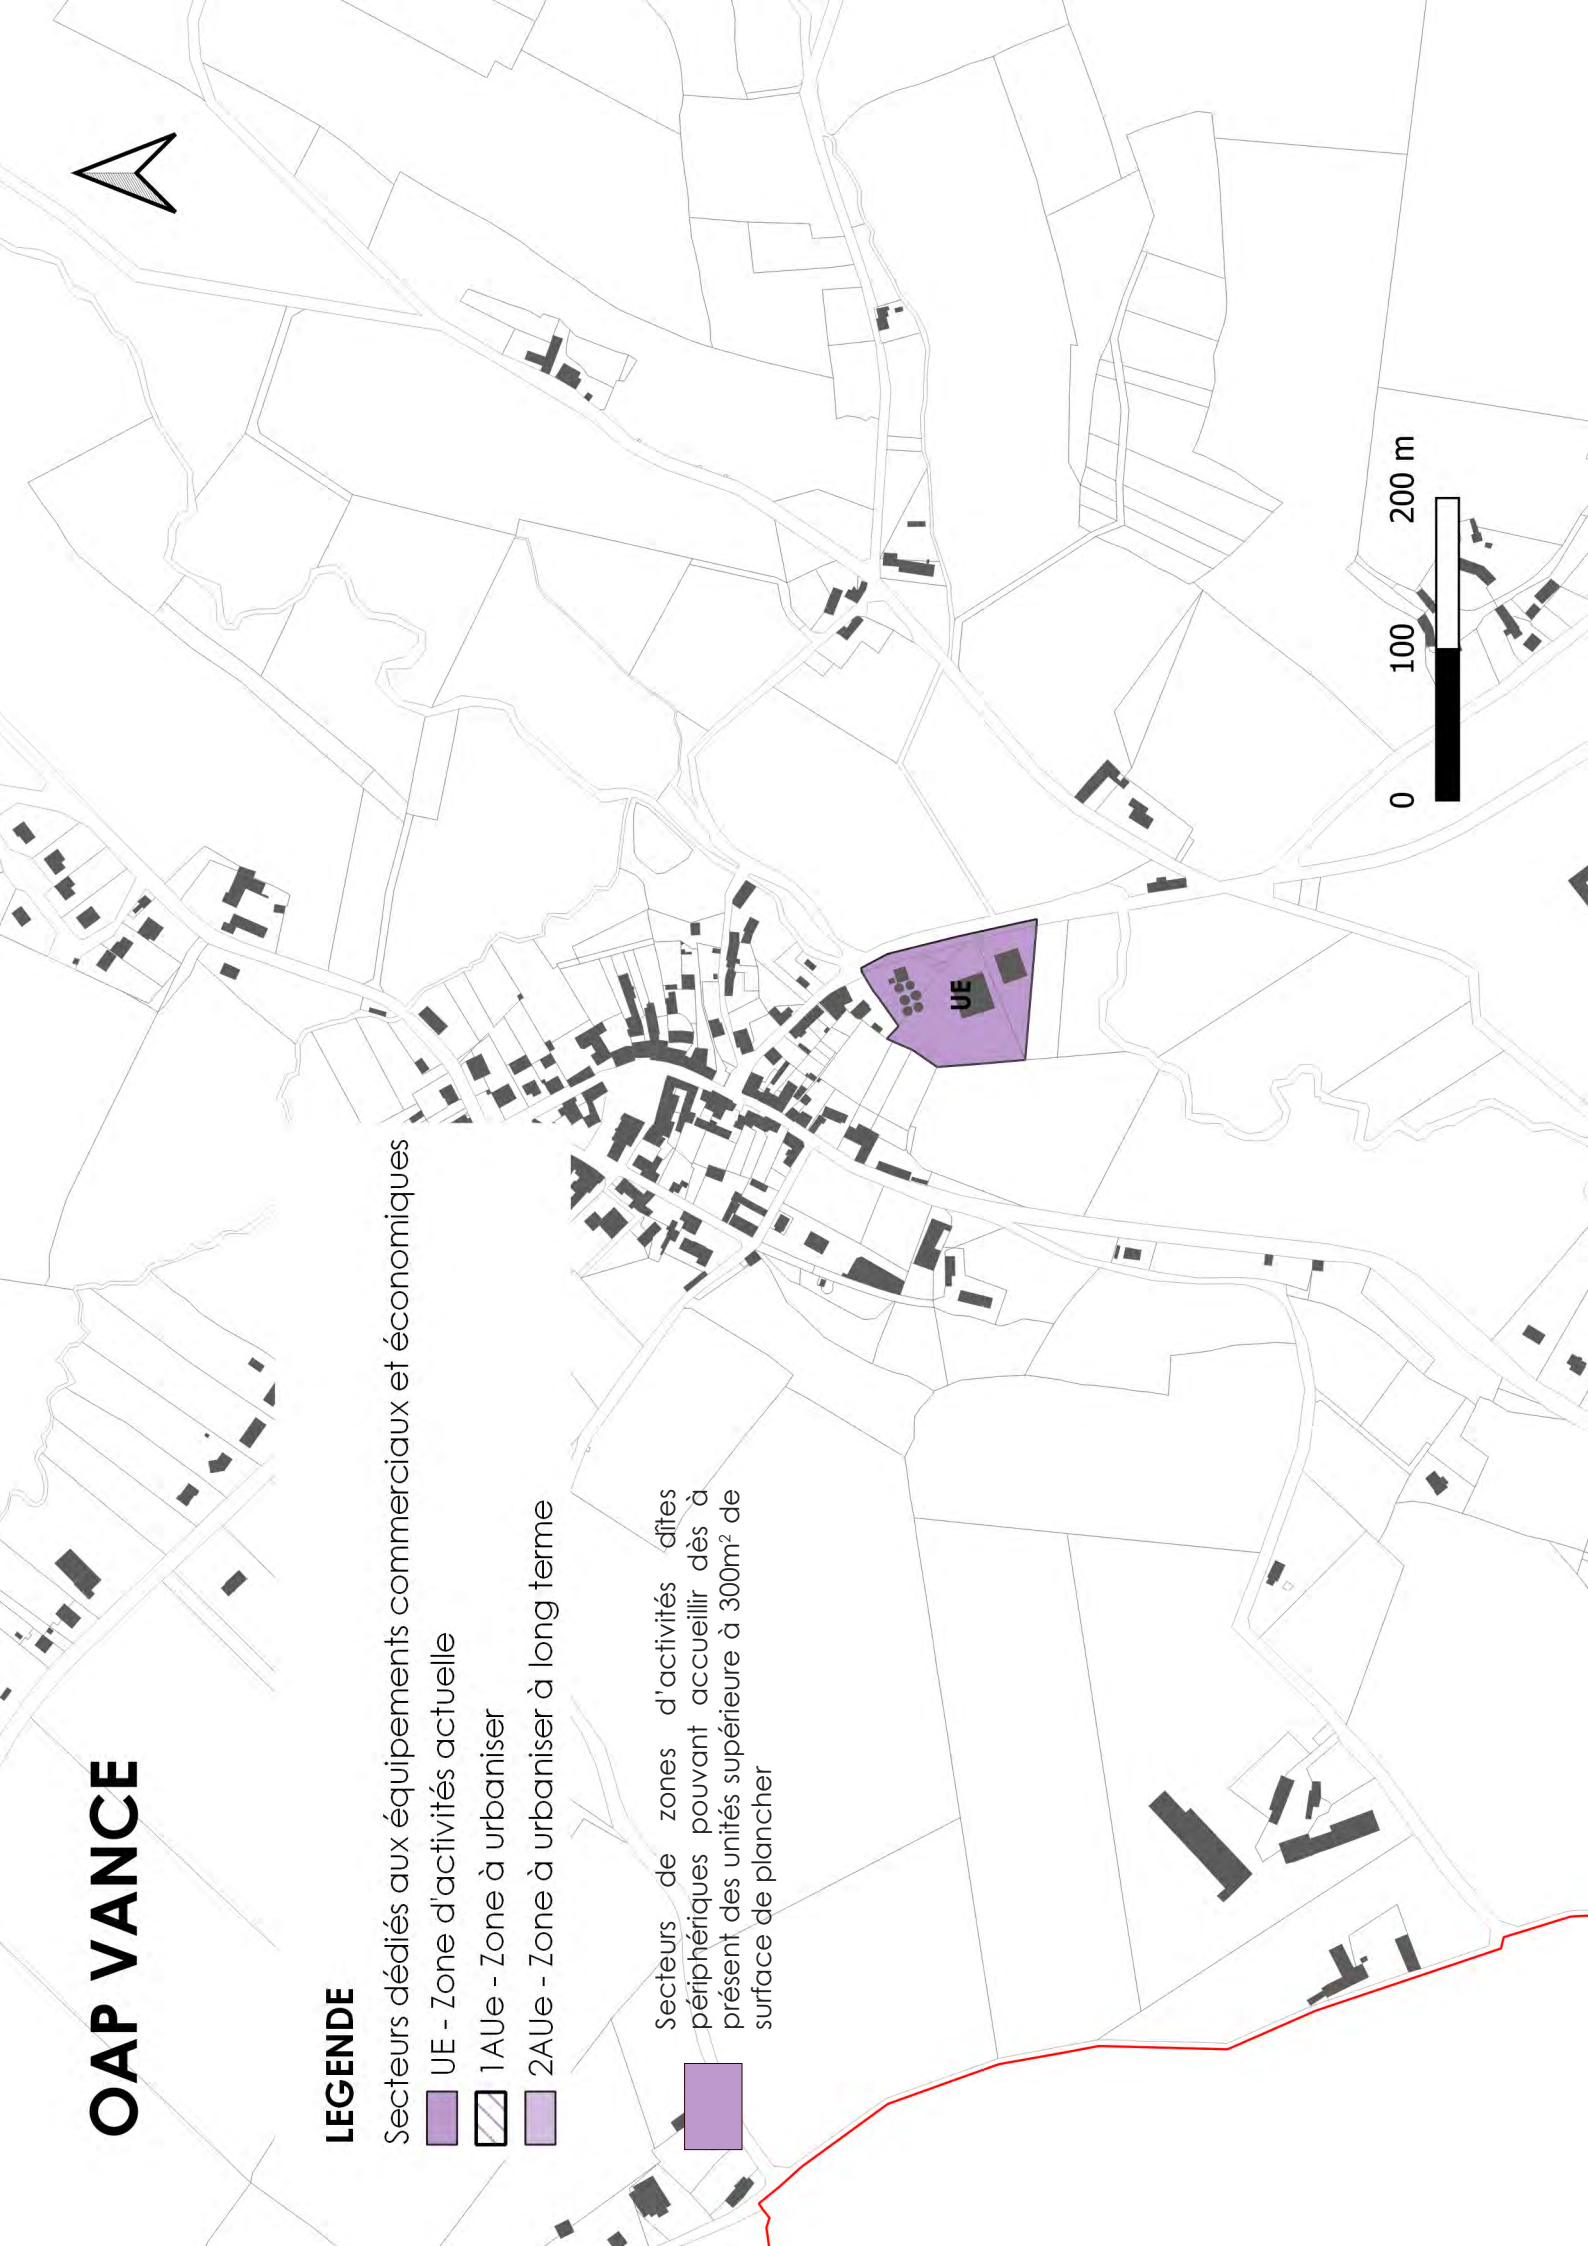 OAP VANCE
LEGENDE
Secteurs dédiés aux équipements commerciaux et économiques
UE - Zone d'activités actuelle
1AUe - Zone à urbaniser
2AUe - Zone à urbaniser à long terme
Secteurs de zones d'activités dîtes
périphériques pouvant accueillir dès à
présent des unités supérieure à 300m² de
surface de plancher
UE
0 100 200 m